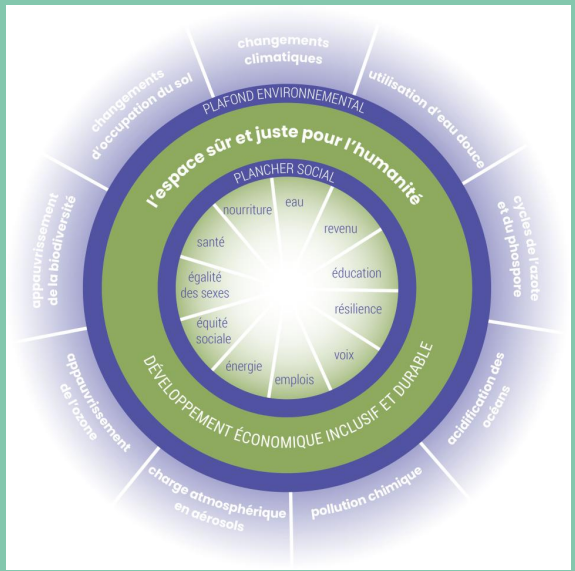 changements
climatiques
utilisation d'eau douce
cycles de l'azote
et du phospore
acidification des
océans
pollution chimique
charge atmosphérique
en aérosols
appauvrissement
de l'ozone
appauvrissement
de la biodiversité
changements
d'occupation du sol
PLAFOND ENVIRONNEMENTAL
l'espace sûr et juste pour l'humanité
PLANCHER SOCIAL
eau
revenu
éducation
résilience
voix
emplois
énergie
équité
sociale
égalité
des sexes
santé
nourriture
DÉVELOPPEMENT ÉCONOMIQUE INCLUSIF ET DURABLE